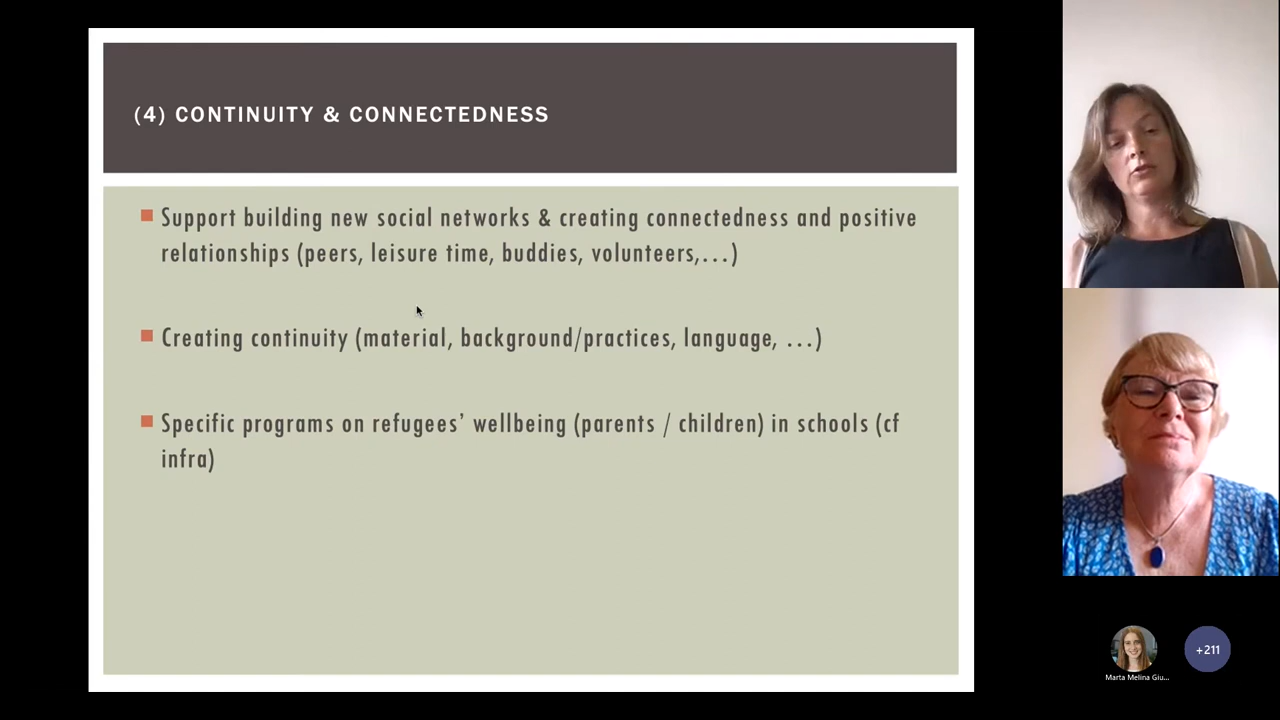 (4) CONTINUITY & CONNECTEDNESS
Support building new social networks & creating connectedness and positive
relationships (peers, leisure time, buddies, volunteers,...)
Creating continuity (material, background/practices, language, ...)
Specific programs on refugees’ wellbeing (parents / children) in schools (cf
infra)
+211
Marta Melina Giu...